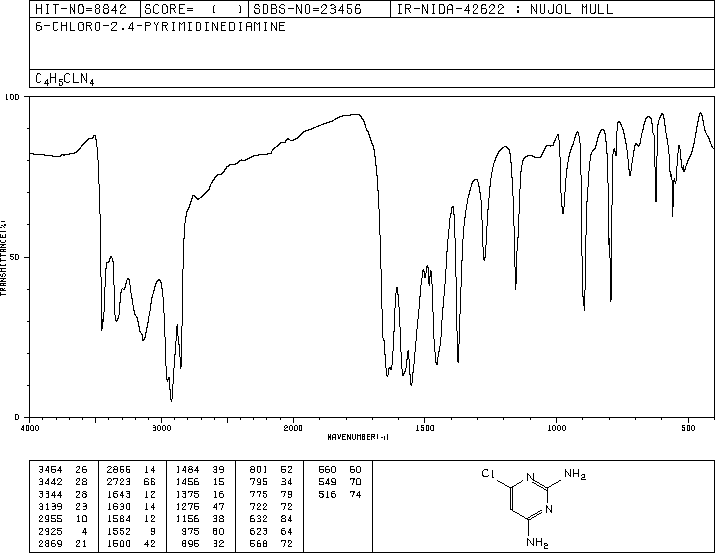 HIT-NO=8842 SCORE= ( ) SDBS-NO=23456 IR-NIDA-42622 : NUJOL MULL
6-CHLORO-2.4-PYRIMIDINEDIAMINE
C4H5CLN4
100
50
0
TRANSMITTANCE(%)
4000 3000 2000 1500 1000 500
WAVENUMBER(-1)
3454 26 2855 14 1484 39 801 52 560 60
3442 28 2723 66 1456 15 795 34 549 70
3344 28 1643 12 1375 16 775 79 516 74
3139 23 1630 14 1275 47 722 72
2955 10 1584 12 1156 38 632 84
2925 4 1552 9 975 60 623 64
2869 21 1500 42 895 32 568 72
Cl N NH2
N
NH2